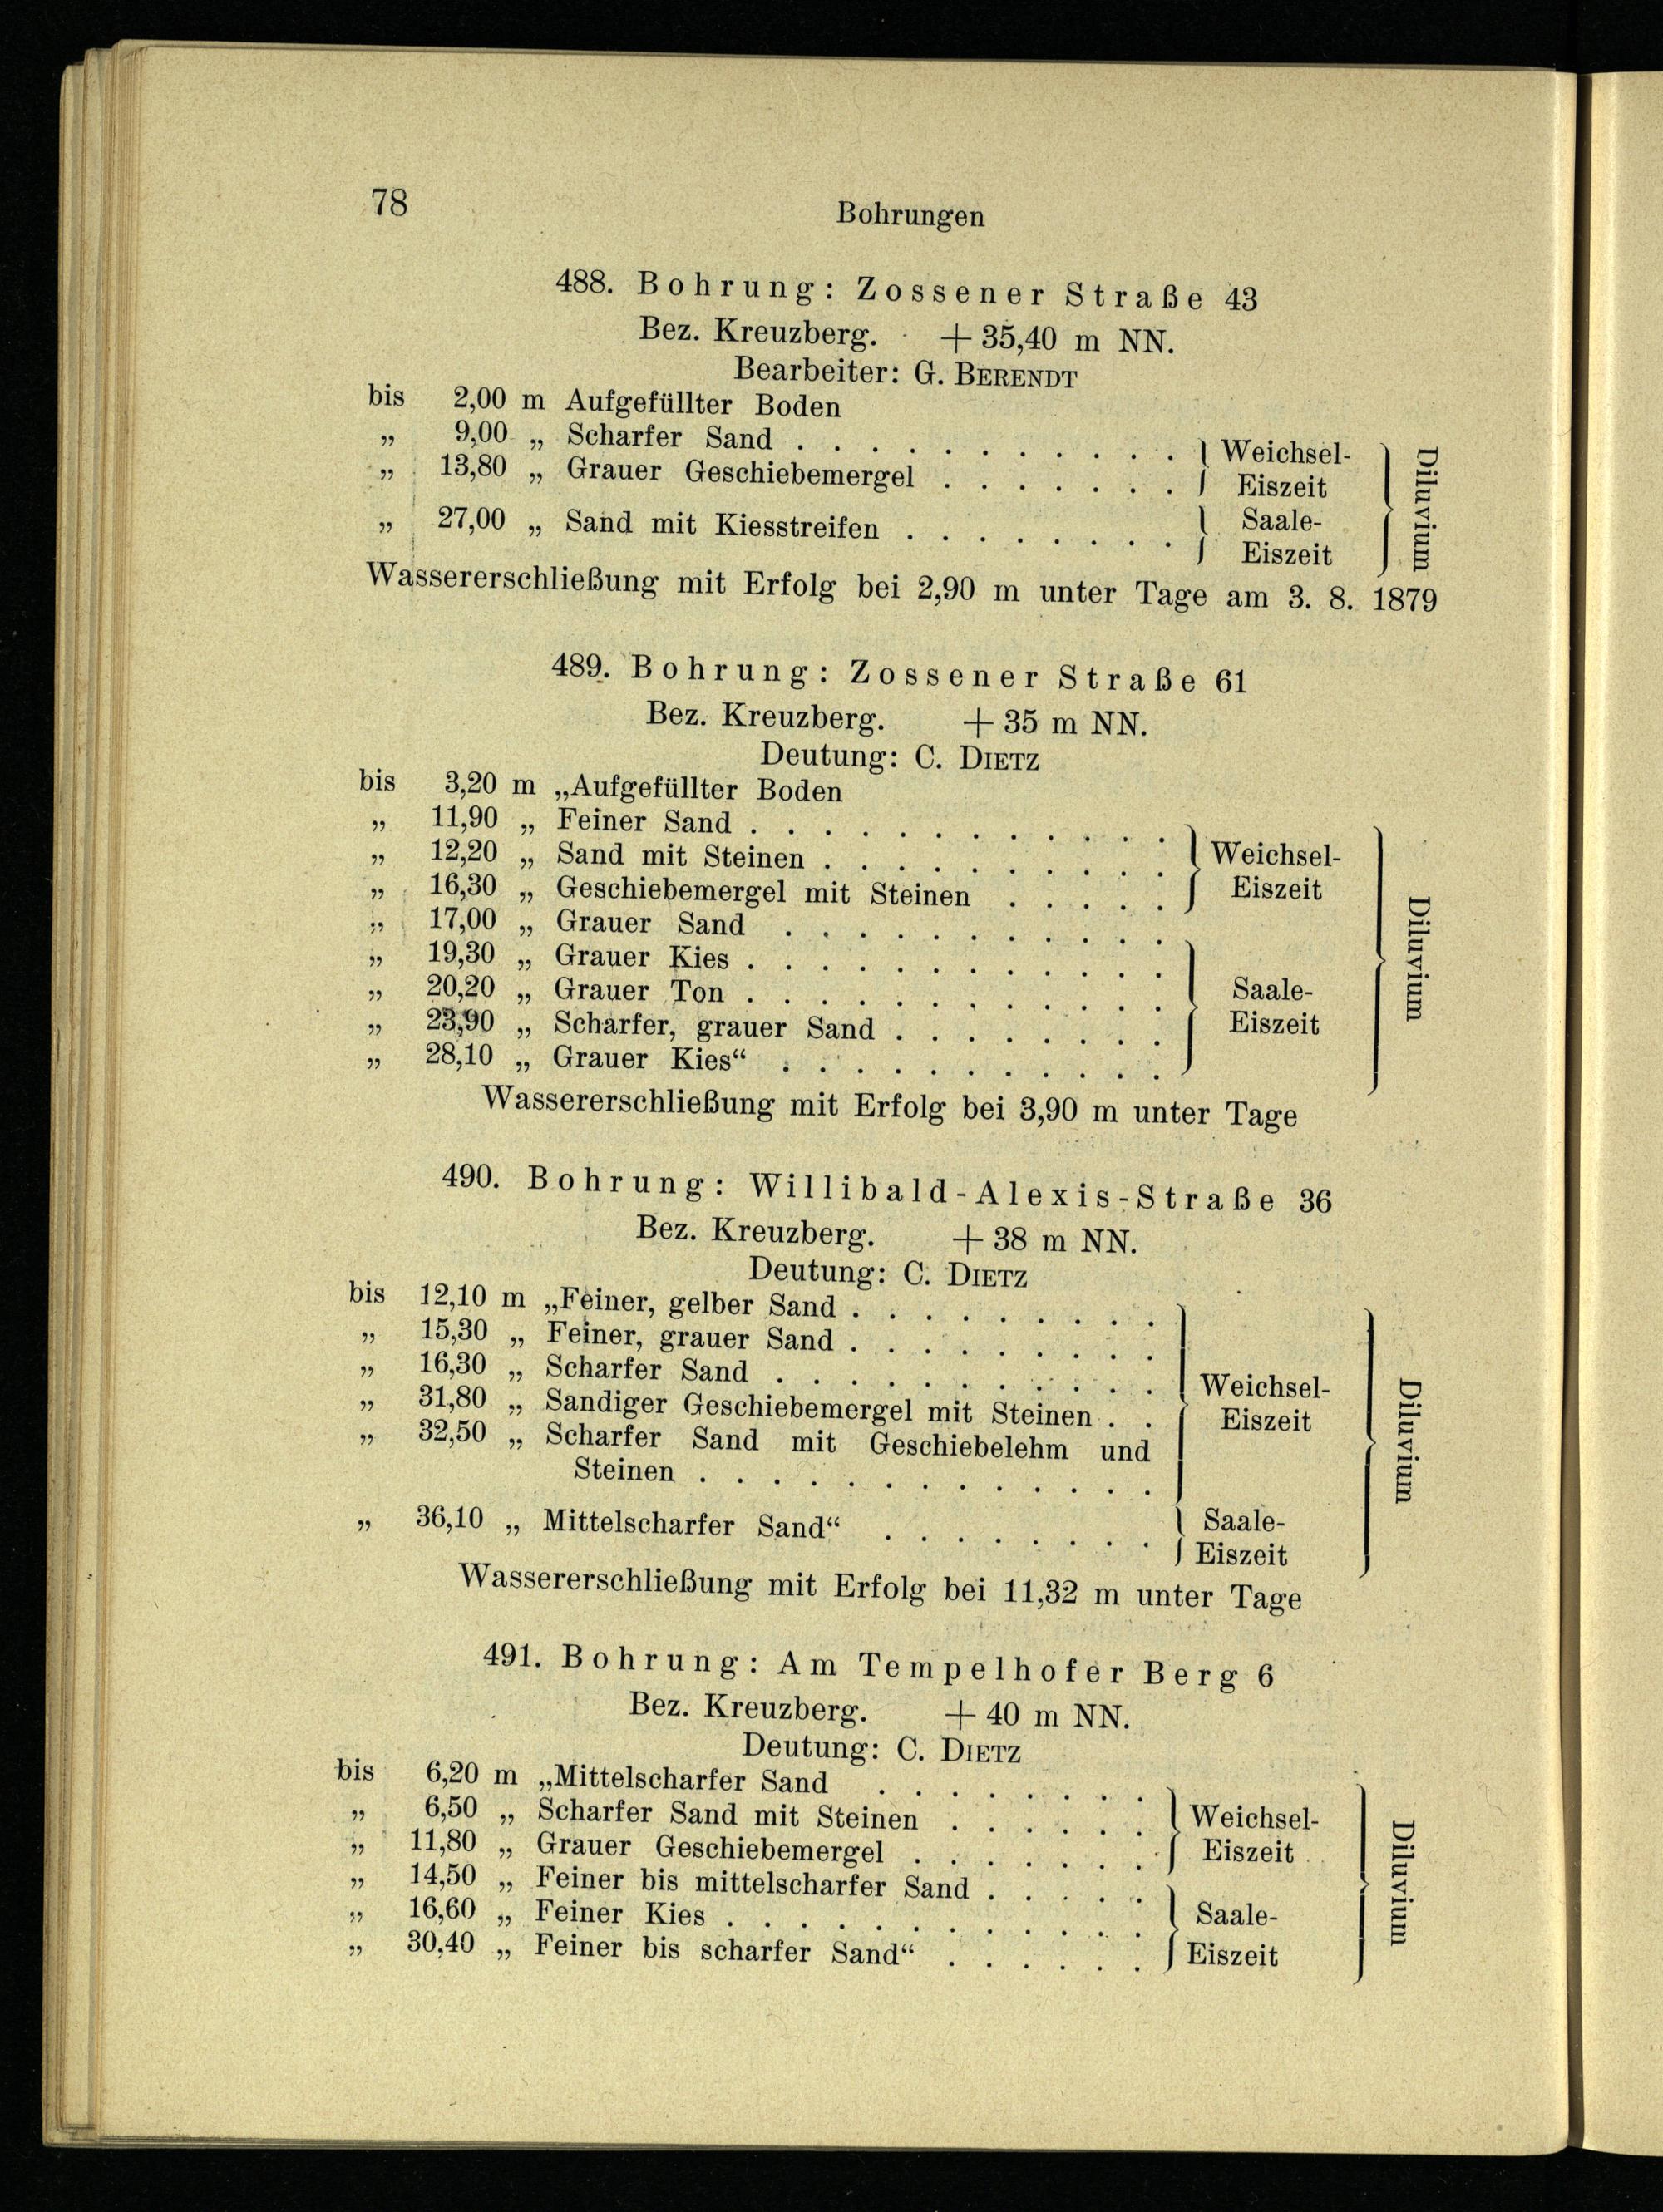 78
Bohrungen
488. Bohrung: Zossener Straße 43
Bez. Kreuzberg. + 35,40 m NN.
Bearbeiter: G. BERENDT
bis 2,00 m Aufgefüllter Boden
„ 9,00 „ Scharfer Sand . . . . . . . . . . . Weichsel-
„ 13,80 „ Grauer Geschiebemergel . . . . . . . Eiszeit
„ 27,00 „ Sand mit Kiesstreifen . . . . . . . . Saale-
Eiszeit
Diluvium
Wassererschließung mit Erfolg bei 2,90 m unter Tage am 3. 8. 1879
489. Bohrung: Zossener Straße 61
Bez. Kreuzberg. + 35 m NN.
Deutung: C. DIETZ
bis 3,20 m „Aufgefüllter Boden
„ 11,90 „ Feiner Sand . . . . . . . . . . . .
„ 12,20 „ Sand mit Steinen . . . . . . . . . . Weichsel-
„ 16,30 „ Geschiebemergel mit Steinen . . . . . Eiszeit
„ 17,00 „ Grauer Sand . . . . . . . . . . .
„ 19,30 „ Grauer Kies . . . . . . . . . . . .
„ 20,20 „ Grauer Ton . . . . . . . . . . . . Saale-
„ 23,90 „ Scharfer, grauer Sand . . . . . . . . Eiszeit
„ 28,10 „ Grauer Kies“ . . . . . . . . . . .
Diluvium
Wassererschließung mit Erfolg bei 3,90 m unter Tage
490. Bohrung: Willibald-Alexis-Straße 36
Bez. Kreuzberg. + 38 m NN.
Deutung: C. DIETZ
bis 12,10 m „Feiner, gelber Sand . . . . . . . . .
„ 15,30 „ Feiner, grauer Sand . . . . . . . . .
„ 16,30 „ Scharfer Sand . . . . . . . . . . . Weichsel-
„ 31,80 „ Sandiger Geschiebemergel mit Steinen . . Eiszeit
„ 32,50 „ Scharfer Sand mit Geschiebelehm und
Steinen . . . . . . . . . . . . .
„ 36,10 „ Mittelscharfer Sand“ . . . . . . . . Saale-
Eiszeit
Diluvium
Wassererschließung mit Erfolg bei 11,32 m unter Tage
491. Bohrung: Am Tempelhofer Berg 6
Bez. Kreuzberg. + 40 m NN.
Deutung: C. DIETZ
bis 6,20 m „Mittelscharfer Sand . . . . . . . .
„ 6,50 „ Scharfer Sand mit Steinen . . . . . . Weichsel-
„ 11,80 „ Grauer Geschiebemergel . . . . . . . Eiszeit
„ 14,50 „ Feiner bis mittelscharfer Sand . . . . .
„ 16,60 „ Feiner Kies . . . . . . . . . . . . Saale-
„ 30,40 „ Feiner bis scharfer Sand“ . . . . . . Eiszeit
Diluvium